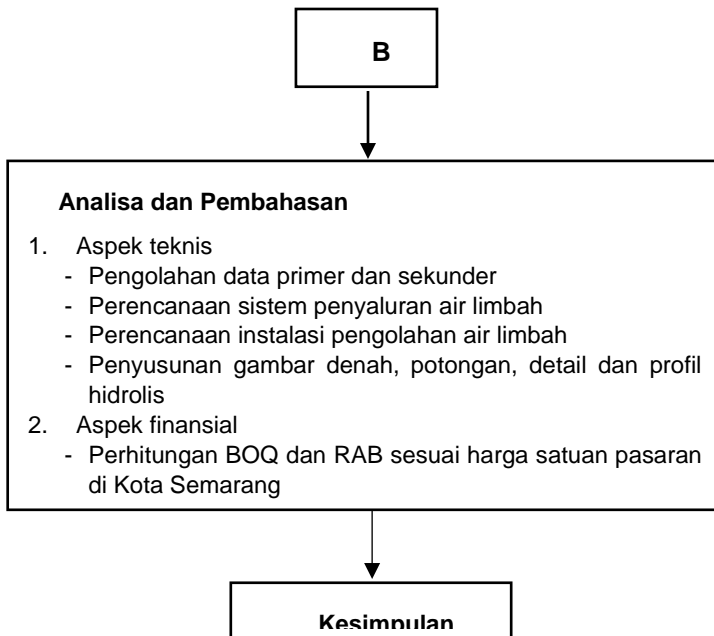 B
Analisa dan Pembahasan
1. Aspek teknis
- Pengolahan data primer dan sekunder
- Perencanaan sistem penyaluran air limbah
- Perencanaan instalasi pengolahan air limbah
- Penyusunan gambar denah, potongan, detail dan profil
hidrolis
2. Aspek finansial
- Perhitungan BOQ dan RAB sesuai harga satuan pasaran
di Kota Semarang
Kesimpulan